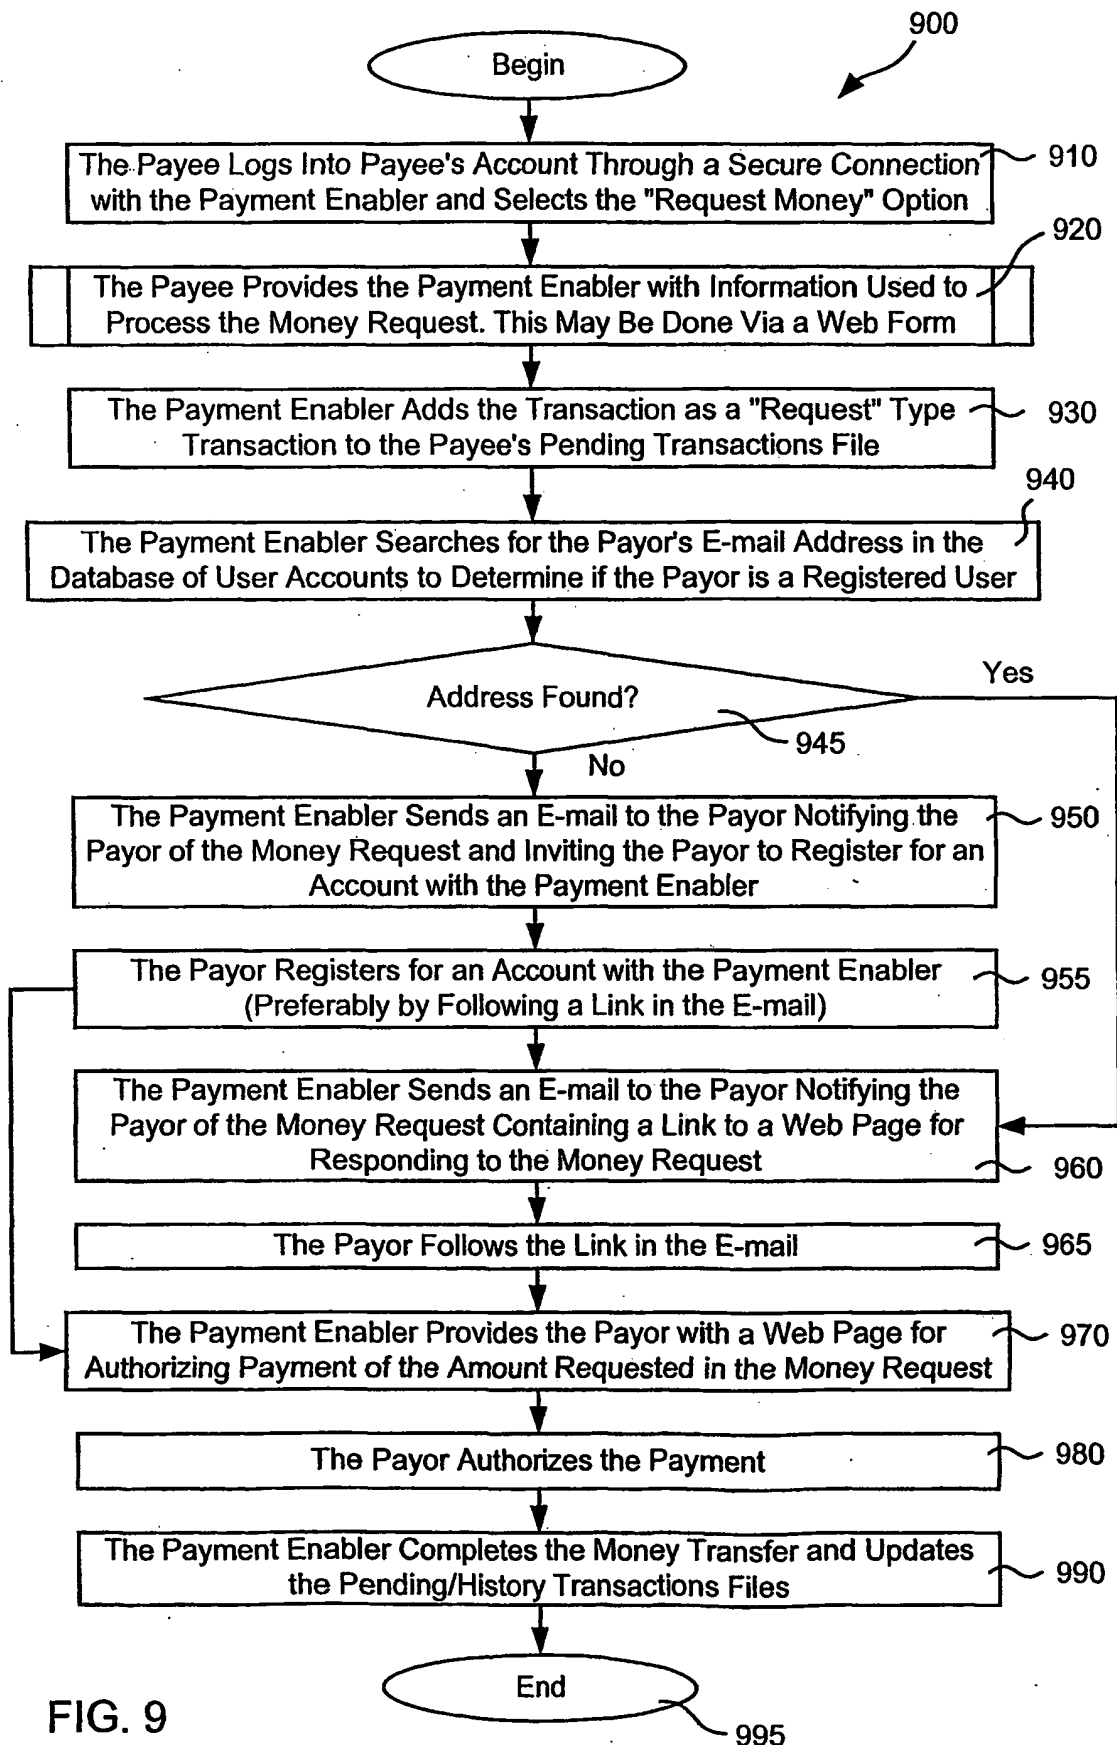 900
Begin
The Payee Logs Into Payee's Account Through a Secure Connection
with the Payment Enabler and Selects the "Request Money" Option
910
920
The Payee Provides the Payment Enabler with Information Used to
Process the Money Request. This May Be Done Via a Web Form
The Payment Enabler Adds the Transaction as a "Request" Type
Transaction to the Payee's Pending Transactions File
930
940
The Payment Enabler Searches for the Payor's E-mail Address in the
Database of User Accounts to Determine if the Payor is a Registered User
Yes
Address Found?
945
No
The Payment Enabler Sends an E-mail to the Payor Notifying the
Payor of the Money Request and Inviting the Payor to Register for an
Account with the Payment Enabler
950
The Payor Registers for an Account with the Payment Enabler
(Preferably by Following a Link in the E-mail)
955
The Payment Enabler Sends an E-mail to the Payor Notifying the
Payor of the Money Request Containing a Link to a Web Page for
Responding to the Money Request
960
The Payor Follows the Link in the E-mail
965
The Payment Enabler Provides the Payor with a Web Page for
Authorizing Payment of the Amount Requested in the Money Request
970
The Payor Authorizes the Payment
980
The Payment Enabler Completes the Money Transfer and Updates
the Pending/History Transactions Files
990
End
995
FIG. 9